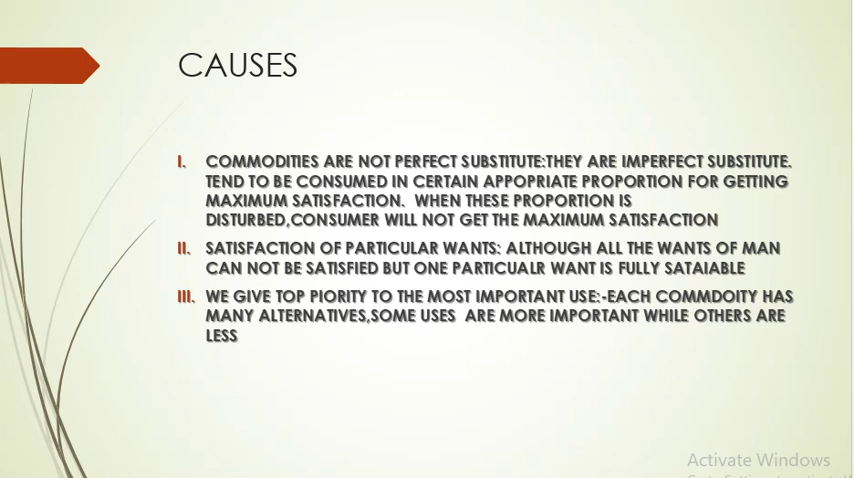 CAUSES
I. COMMODITIES ARE NOT PERFECT SUBSTITUTE:THEY ARE IMPERFECT SUBSTITUTE.
TEND TO BE CONSUMED IN CERTAIN APPOPRIATE PROPORTION FOR GETTING
MAXIMUM SATISFACTION. WHEN THESE PROPORTION IS
DISTURBED,CONSUMER WILL NOT GET THE MAXIMUM SATISFACTION
II. SATISFACTION OF PARTICULAR WANTS: ALTHOUGH ALL THE WANTS OF MAN
CAN NOT BE SATISFIED BUT ONE PARTICUALR WANT IS FULLY SATAIABLE
III. WE GIVE TOP PIORITY TO THE MOST IMPORTANT USE:-EACH COMMDOITY HAS
MANY ALTERNATIVES,SOME USES ARE MORE IMPORTANT WHILE OTHERS ARE
LESS
Activate Windows